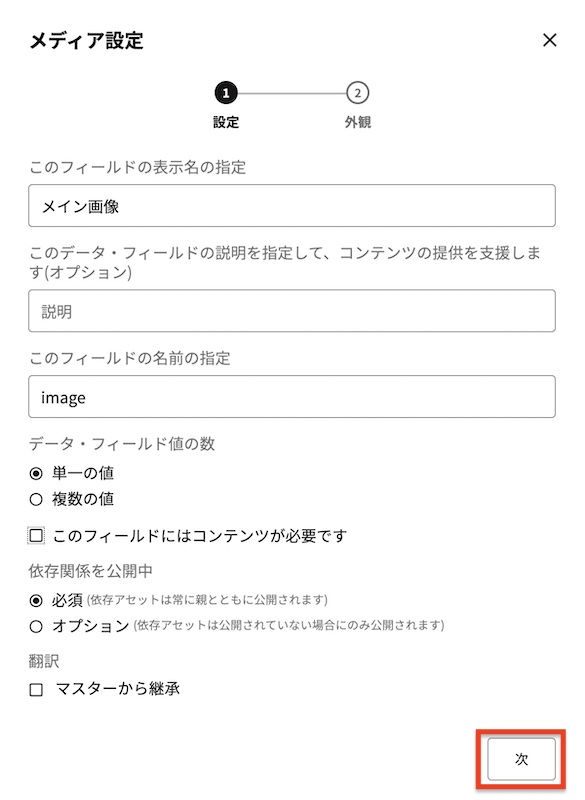 メディア設定
1
2
設定
外観
このフィールドの表示名の指定
メイン画像
このデータ・フィールドの説明を指定して、コンテンツの提供を支援しま
す(オプション)
説明
このフィールドの名前の指定
image
データ・フィールド値の数
単一の値
複数の値
このフィールドにはコンテンツが必要です
依存関係を公開中
必須 (依存アセットは常に親とともに公開されます)
オプション (依存アセットは公開されていない場合にのみ公開されます)
翻訳
マスターから継承
次